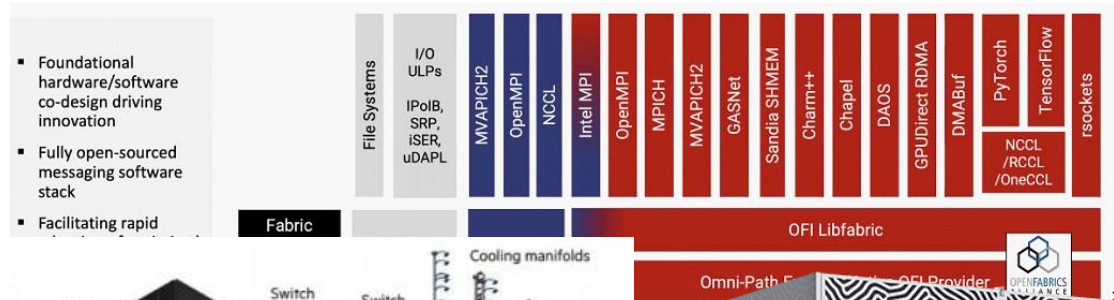 ▪ Foundational
hardware/software
co-design driving
innovation
▪ Fully open-sourced
messaging software
stack
▪ Facilitating rapid
File Systems
I/O
ULPs
IPoIB,
SRP,
iSER,
uDAPL
MVAPICH2
OpenMPI
NCCL
Intel MPI
OpenMPI
MPICH
MVAPICH2
GASNet
Sandia SHMEM
Charm++
Chapel
DAOS
GPUDirect RDMA
DMABuf
PyTorch
TensorFlow
NCCL
/RCCL
/OneCCL
rsockets
Fabric
OFI Libfabric
Omni-Path
OFI Provider
OPENFABRICS
ALLIANCE
Cooling manifolds
Switch
Switch